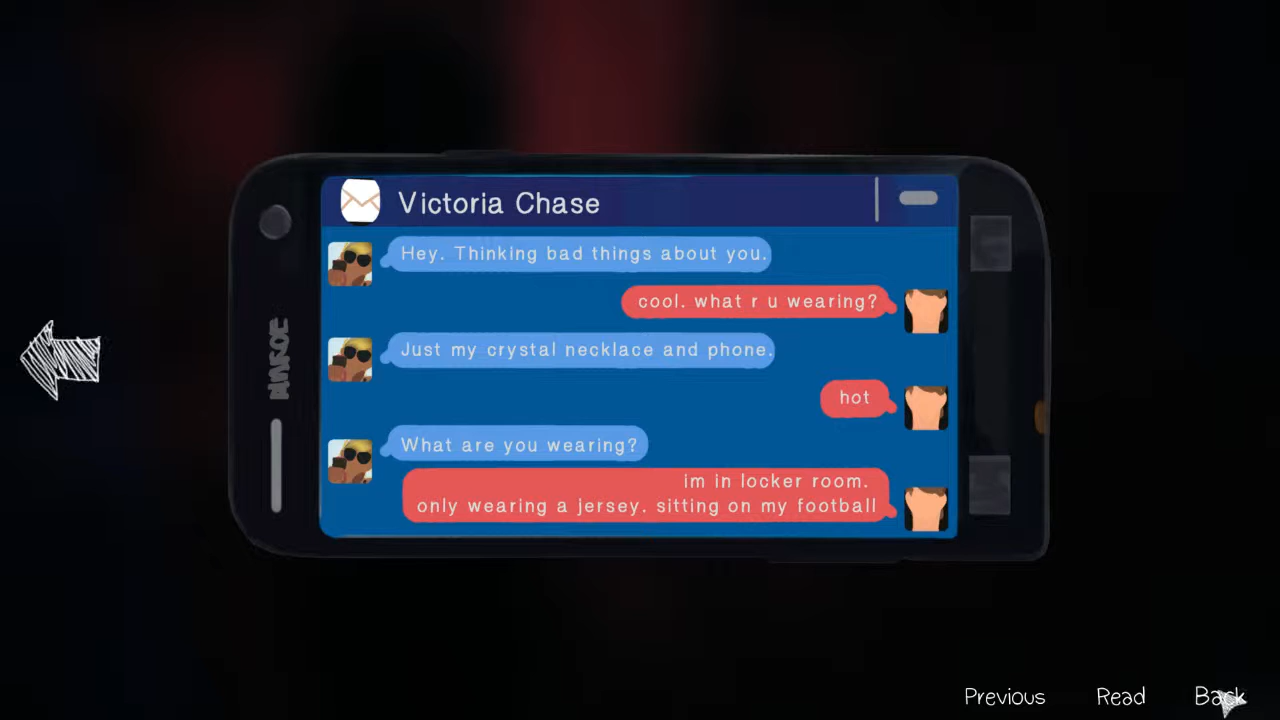 Victoria Chase
Hey. Thinking bad things about you.
cool. what r u wearing?
Just my crystal necklace and phone.
hot
What are you wearing?
im in locker room.
only wearing a jersey. sitting on my football
Previous
Read
Back